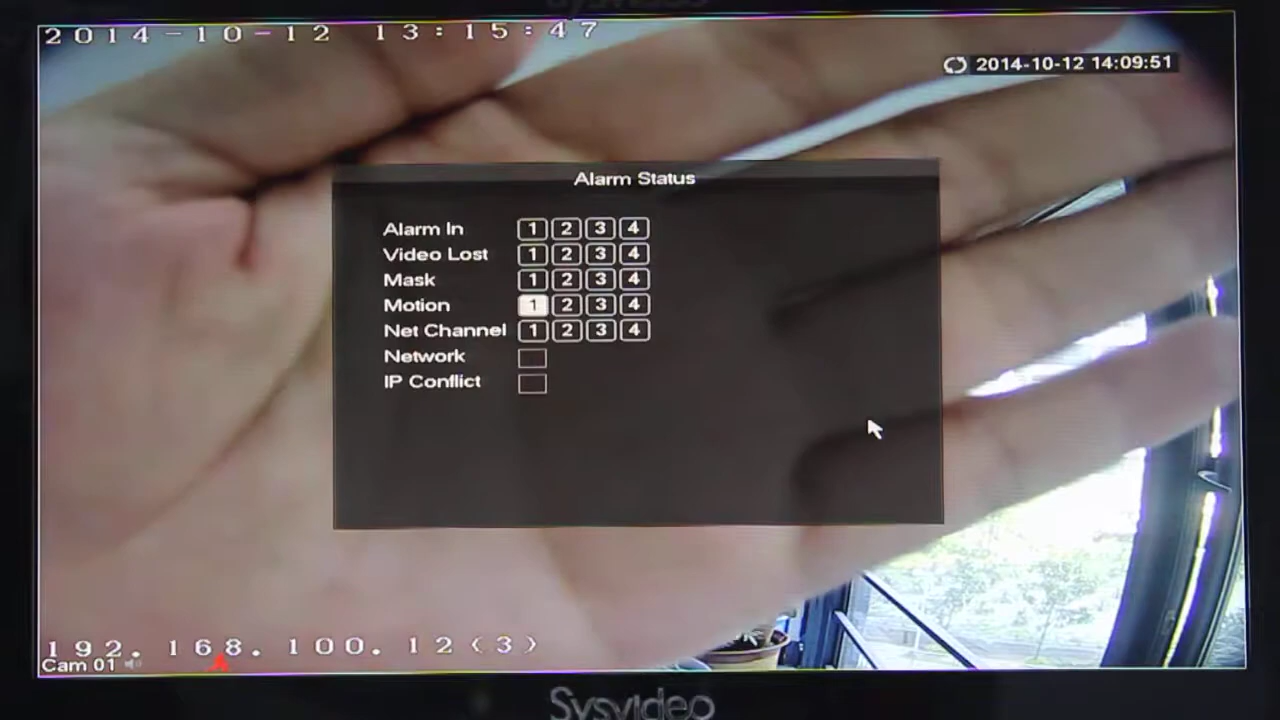 2014-10-12 13:15:47
2014-10-12 14:09:51
Alarm Status
Alarm In 1 2 3 4
Video Lost 1 2 3 4
Mask 1 2 3 4
Motion 1 2 3 4
Net Channel 1 2 3 4
Network
IP Conflict
192.168.100.12(3)
Cam 01
Sysvideo